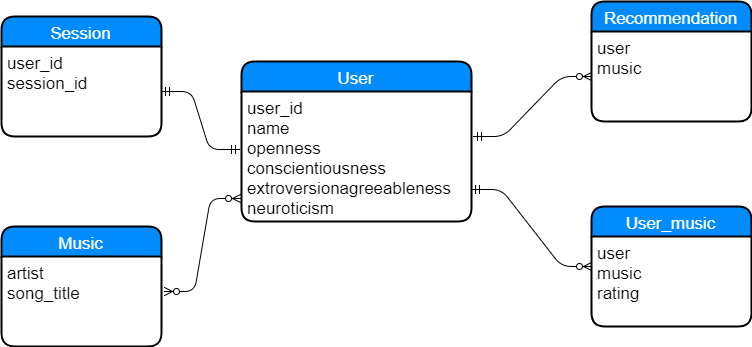 Session
user_id
session_id
User
user_id
name
openness
conscientiousness
extroversionagreeableness
neuroticism
Music
artist
song_title
Recommendation
user
music
User_music
user
music
rating